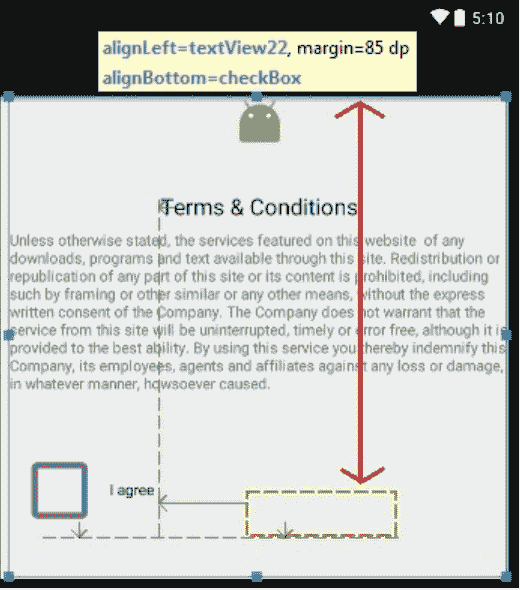 5:10
alignLeft=textView22, margin=85 dp
alignBottom=checkBox
Terms & Conditions
Unless otherwise stated, the services featured on this website of any
downloads, programs and text available through this site. Redistribution or
republication of any part of this site or its content is prohibited, including
such by framing or other similar or any other means, without the express
written consent of the Company. The Company does not warrant that the
service from this site will be uninterrupted, timely or error free, although it is
provided to the best ability. By using this service you thereby indemnify this
Company, its employees, agents and affiliates against any loss or damage,
in whatever manner, howsoever caused.
I agree